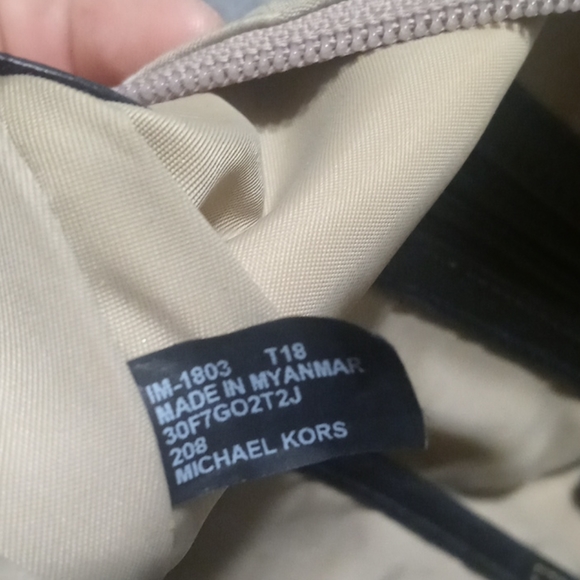 IM-1803 T18
MADE IN MYANMAR
30F7GO2T2J
208
MICHAEL KORS